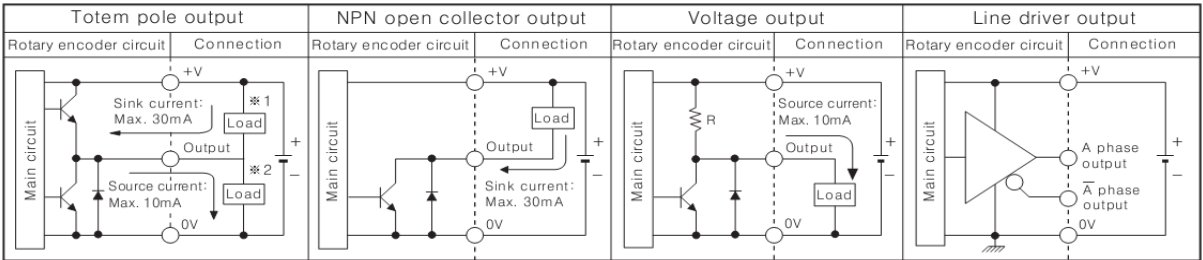 Totem pole output
Rotary encoder circuit
Connection
Main circuit
+V
Sink current:
Max. 30mA
※1
Load
Output
※2
Source current:
Max. 10mA
Load
0V
+
−
NPN open collector output
Rotary encoder circuit
Connection
Main circuit
+V
Load
Output
Sink current:
Max. 30mA
0V
+
−
Voltage output
Rotary encoder circuit
Connection
Main circuit
+V
R
Source current:
Max. 10mA
Output
Load
0V
+
−
Line driver output
Rotary encoder circuit
Connection
Main circuit
+V
A phase
output
A̅ phase
output
0V
+
−